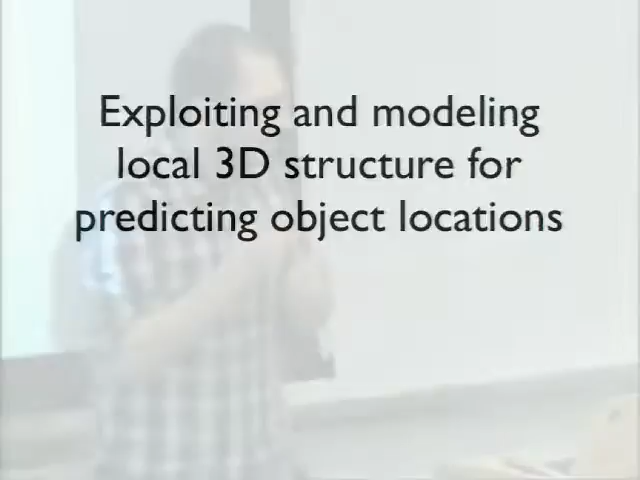 Exploiting and modeling
local 3D structure for
predicting object locations